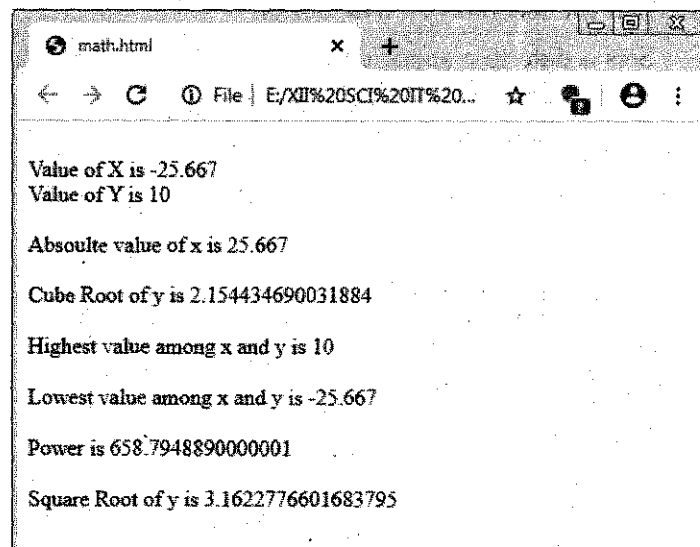 math.html
File | E:/XII%20SCI%20IT%20...
Value of X is -25.667
Value of Y is 10
Absoulte value of x is 25.667
Cube Root of y is 2.154434690031884
Highest value among x and y is 10
Lowest value among x and y is -25.667
Power is 658.7948890000001
Square Root of y is 3.1622776601683795